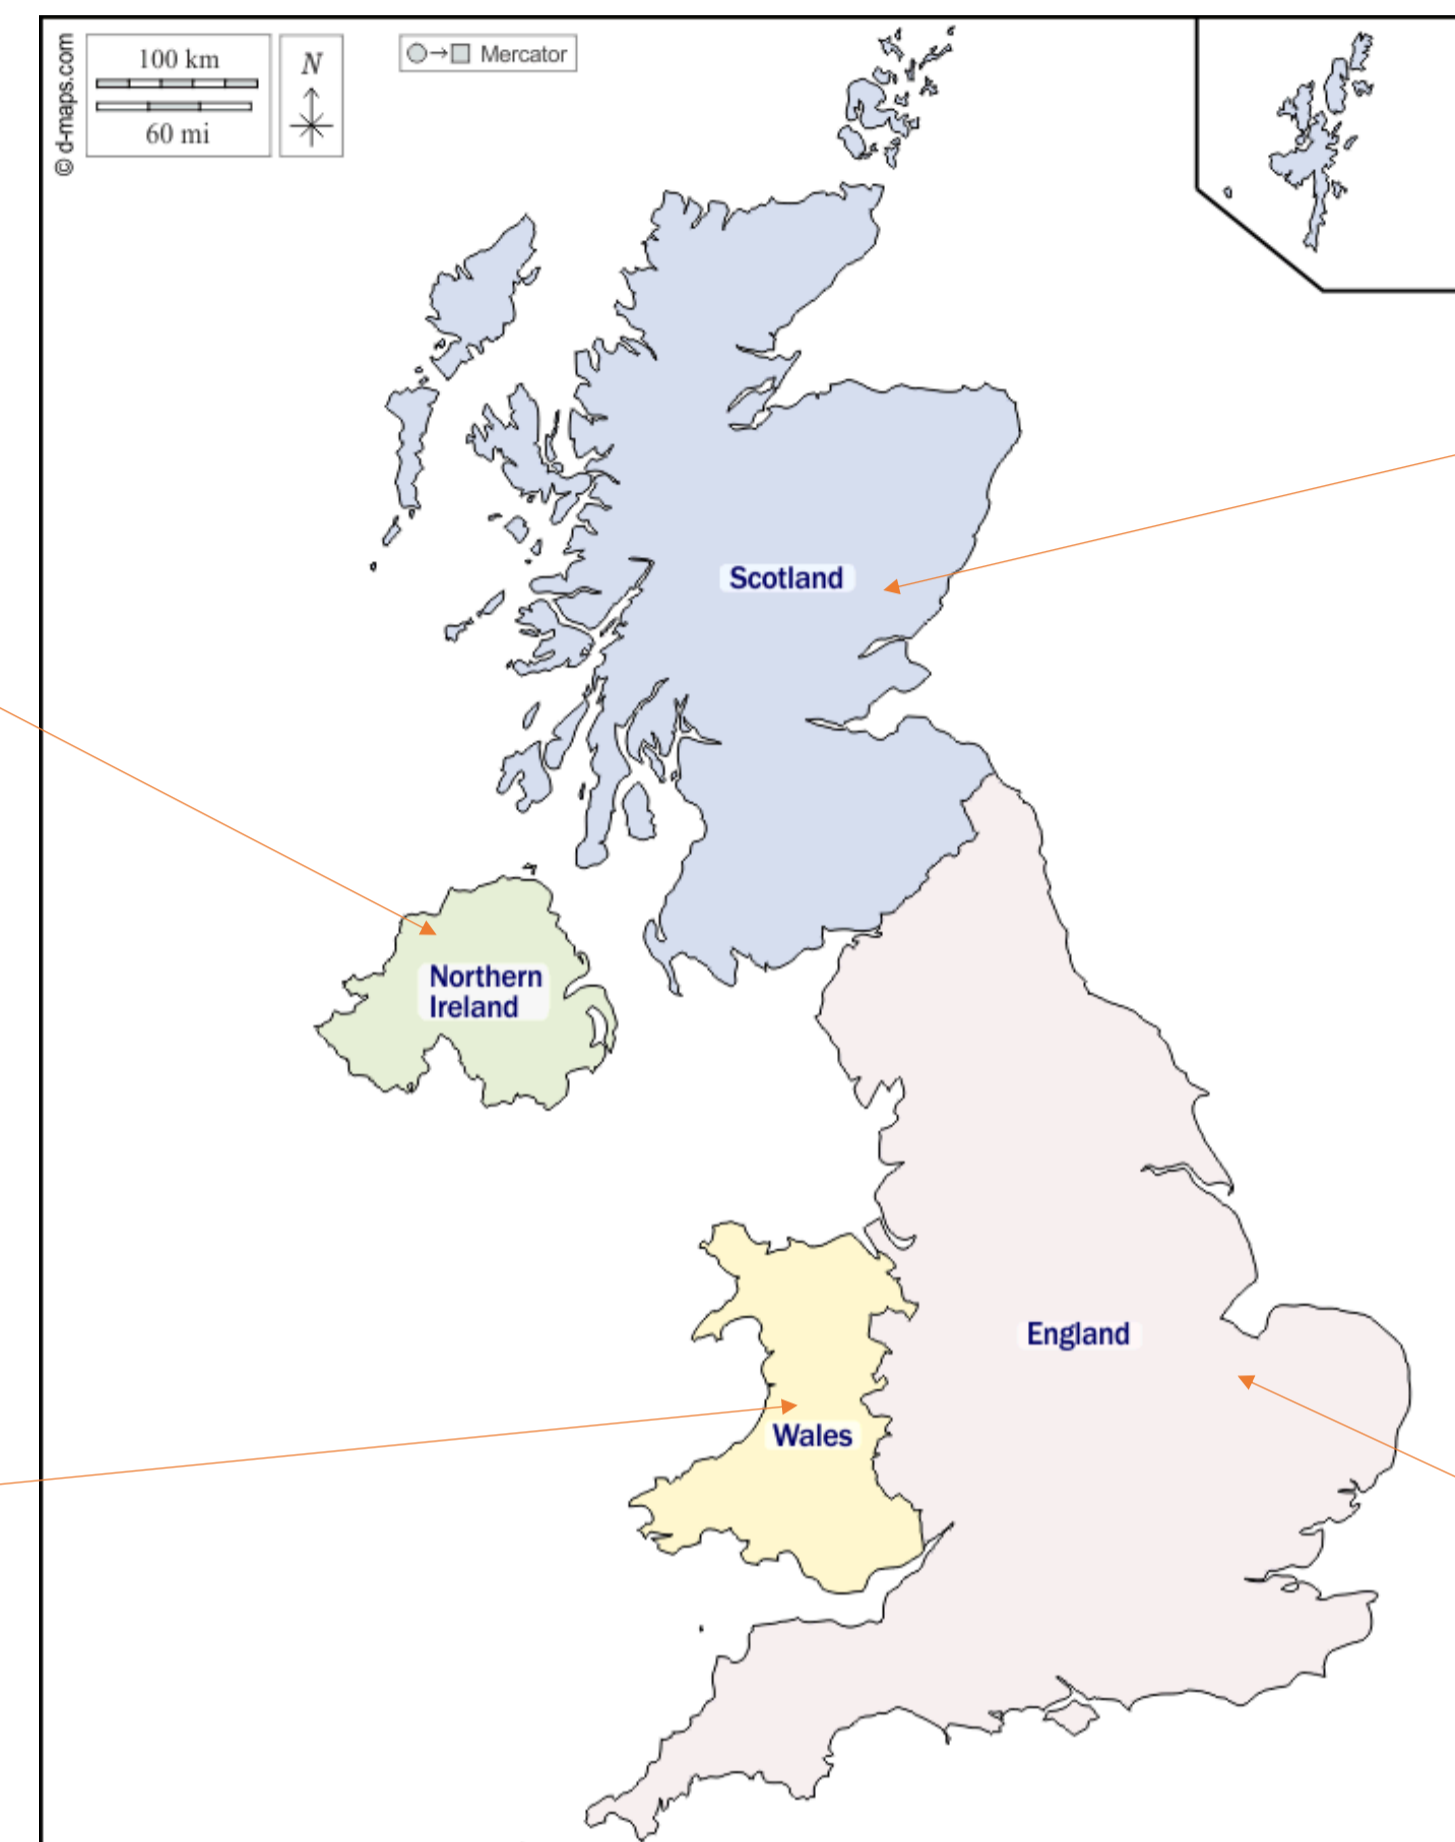 © d-maps.com
100 km
60 mi
N
Mercator
Scotland
Northern
Ireland
England
Wales